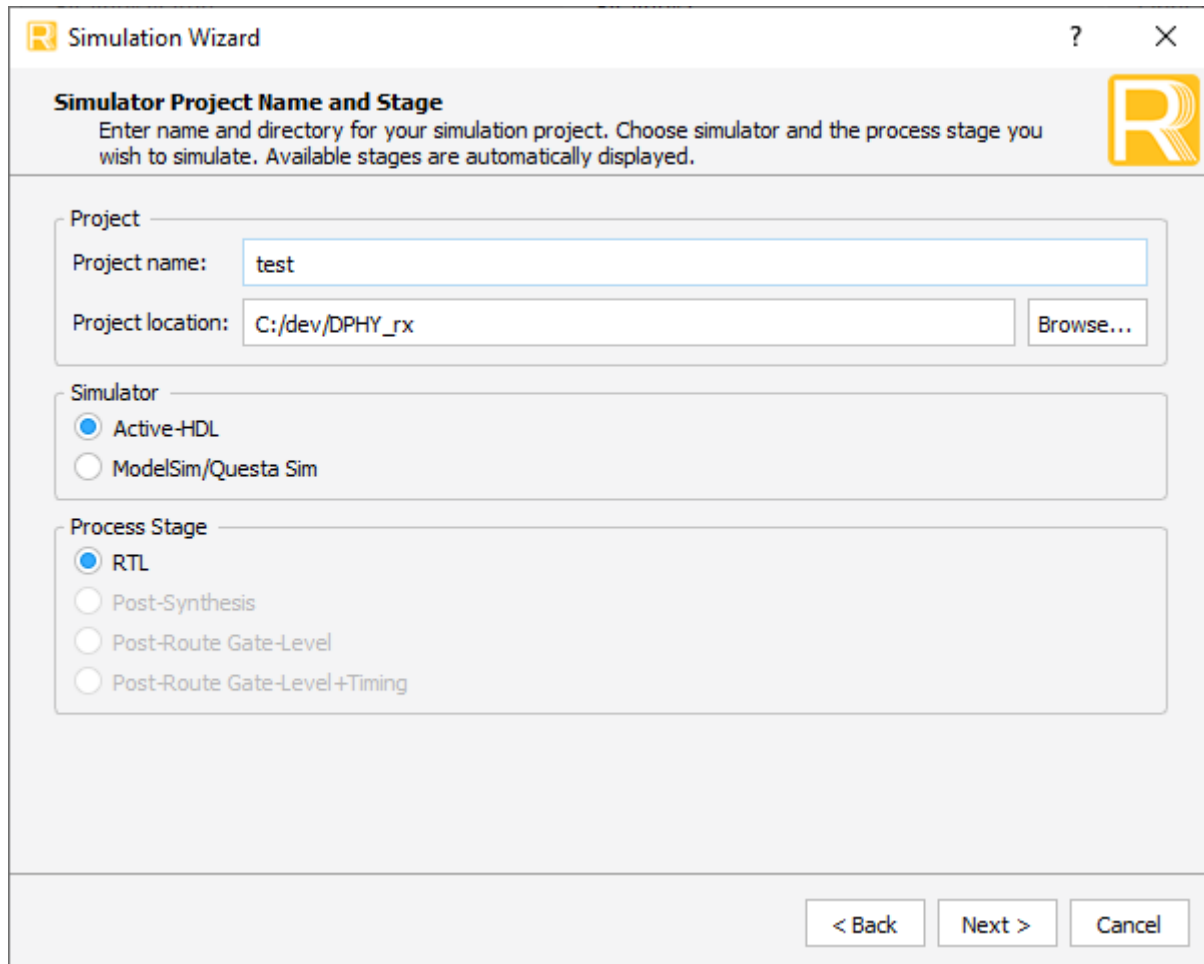 Simulation Wizard
?
Simulator Project Name and Stage
Enter name and directory for your simulation project. Choose simulator and the process stage you
wish to simulate. Available stages are automatically displayed.
R
Project
Project name:
test
Project location:
C:/dev/DPHY_rx
Browse...
Simulator
Active-HDL
ModelSim/Questa Sim
Process Stage
RTL
Post-Synthesis
Post-Route Gate-Level
Post-Route Gate-Level+Timing
< Back
Next >
Cancel